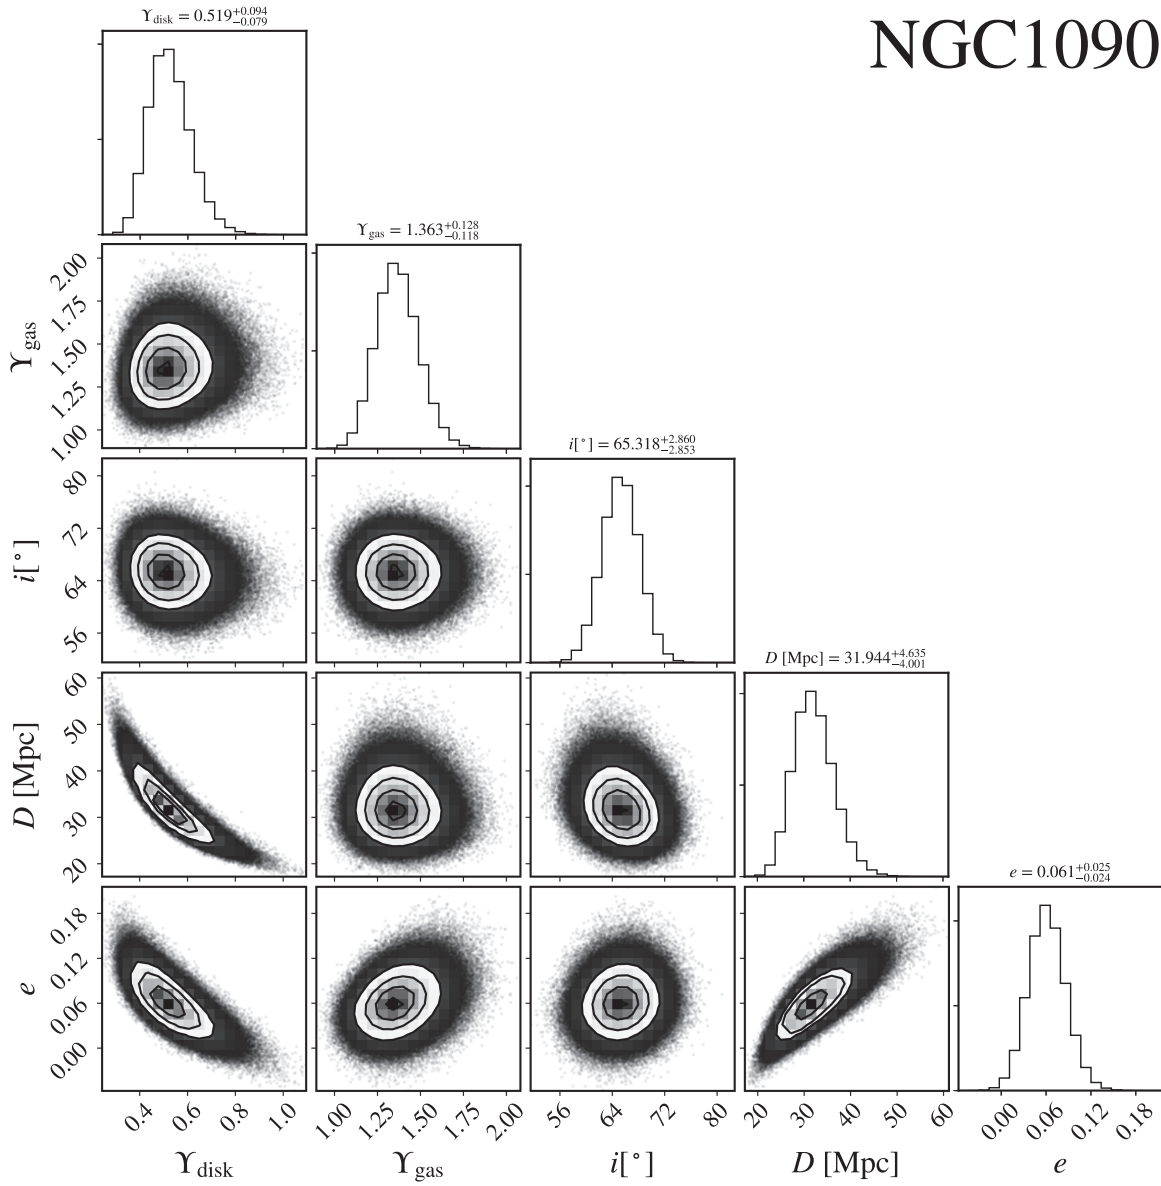 NGC1090
ϒdisk = 0.519+0.094−0.079
ϒgas = 1.363+0.128−0.118
ϒgas
2.00
1.75
1.50
1.25
1.00
i[°] = 65.318+2.860−2.853
i[°]
80
72
64
56
D [Mpc] = 31.944+4.635−4.001
D [Mpc]
60
50
40
30
20
e = 0.061+0.025−0.024
e
0.18
0.12
0.06
0.00
0.4 0.6 0.8 1.0 1.00 1.25 1.50 1.75 2.00 56 64 72 80 20 30 40 50 60 0.00 0.06 0.12 0.18
ϒdisk ϒgas i[°] D [Mpc] e